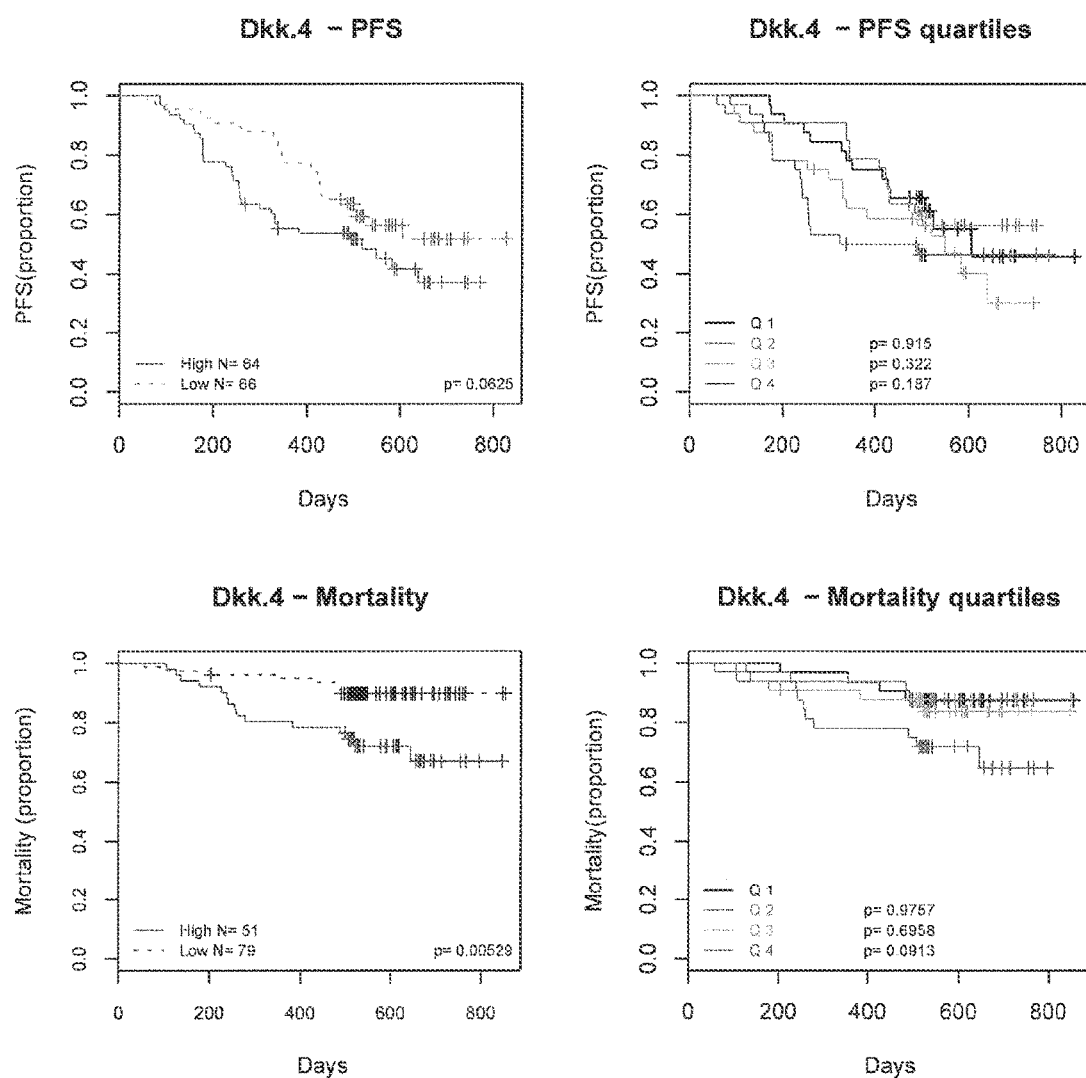 Dkk.4 – PFS
PFS(proportion)
1.0
0.8
0.6
0.4
0.2
0.0
High N= 64
Low N= 66
p= 0.0625
0 200 400 600 800
Days
Dkk.4 – PFS quartiles
PFS(proportion)
1.0
0.8
0.6
0.4
0.2
0.0
Q 1
Q 2 p= 0.915
Q 3 p= 0.322
Q 4 p= 0.187
0 200 400 600 800
Days
Dkk.4 – Mortality
Mortality (proportion)
1.0
0.8
0.6
0.4
0.2
0.0
High N= 51
Low N= 79
p= 0.00529
0 200 400 600 800
Days
Dkk.4 – Mortality quartiles
Mortality(proportion)
1.0
0.8
0.6
0.4
0.2
0.0
Q 1
Q 2 p= 0.9757
Q 3 p= 0.6958
Q 4 p= 0.0913
0 200 400 600 800
Days